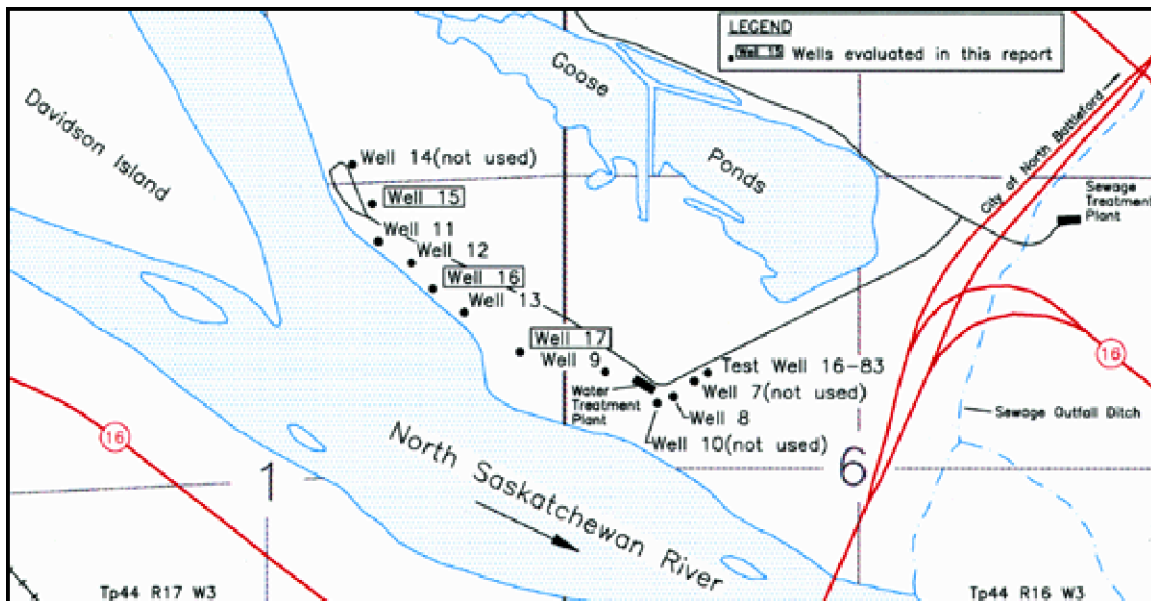 LEGEND
Well 15 Wells evaluated in this report
Goose
Ponds
Davidson Island
City of North Battleford
Well 14(not used)
Well 15
Sewage
Treatment
Plant
Well 11
Well 12
Well 16
Well 13
Well 17
Well 9
Test Well 16-83
16
Water
Treatment
Plant
Well 7(not used)
Well 8
Sewage Outfall Ditch
Well 10(not used)
16
North Saskatchewan River
1
6
Tp44 R17 W3
Tp44 R16 W3